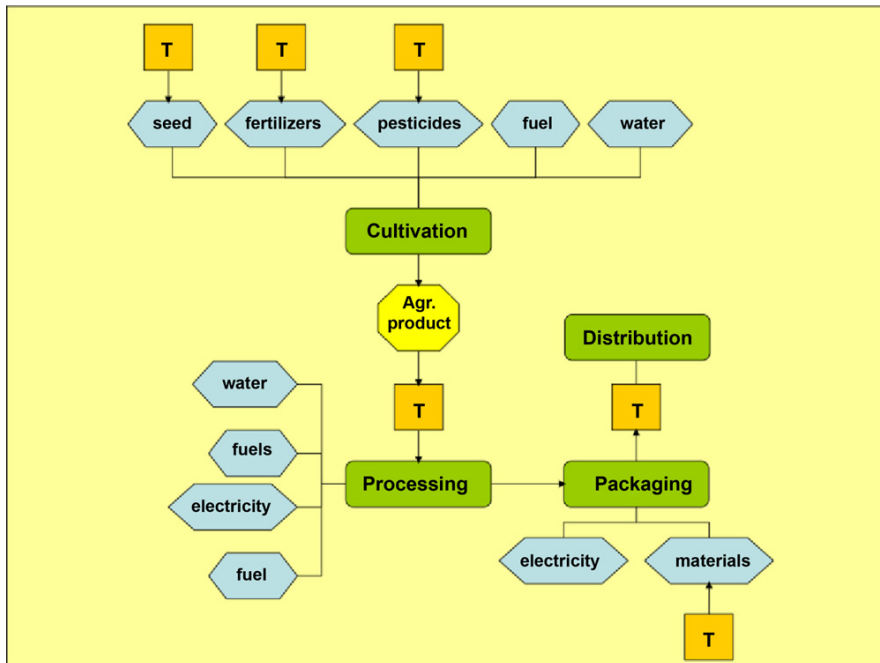 T
T
T
seed
fertilizers
pesticides
fuel
water
Cultivation
Agr.
product
Distribution
water
T
T
fuels
Processing
Packaging
electricity
fuel
electricity
materials
T